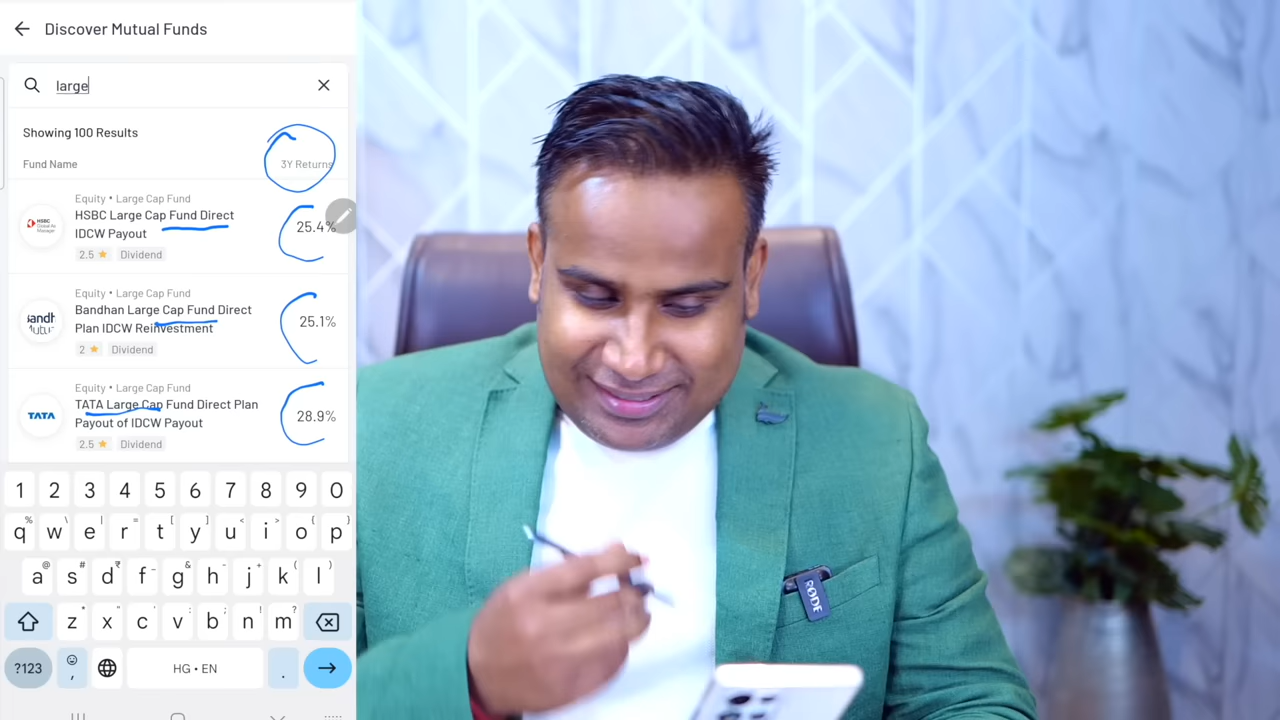 Discover Mutual Funds
large
Showing 100 Results
Fund Name 3Y Returns
Equity • Large Cap Fund
HSBC Large Cap Fund Direct
IDCW Payout
25.4%
2.5 ★ Dividend
HSBC
Equity • Large Cap Fund
Bandhan Large Cap Fund Direct
Plan IDCW Reinvestment
25.1%
2 ★ Dividend
Equity • Large Cap Fund
TATA Large Cap Fund Direct Plan
Payout of IDCW Payout
28.9%
2.5 ★ Dividend
TATA
1 2 3 4 5 6 7 8 9 0
q w e r t y u i o p
a s d f g h j k l
z x c v b n m
?123 , HG • EN .
RØDE